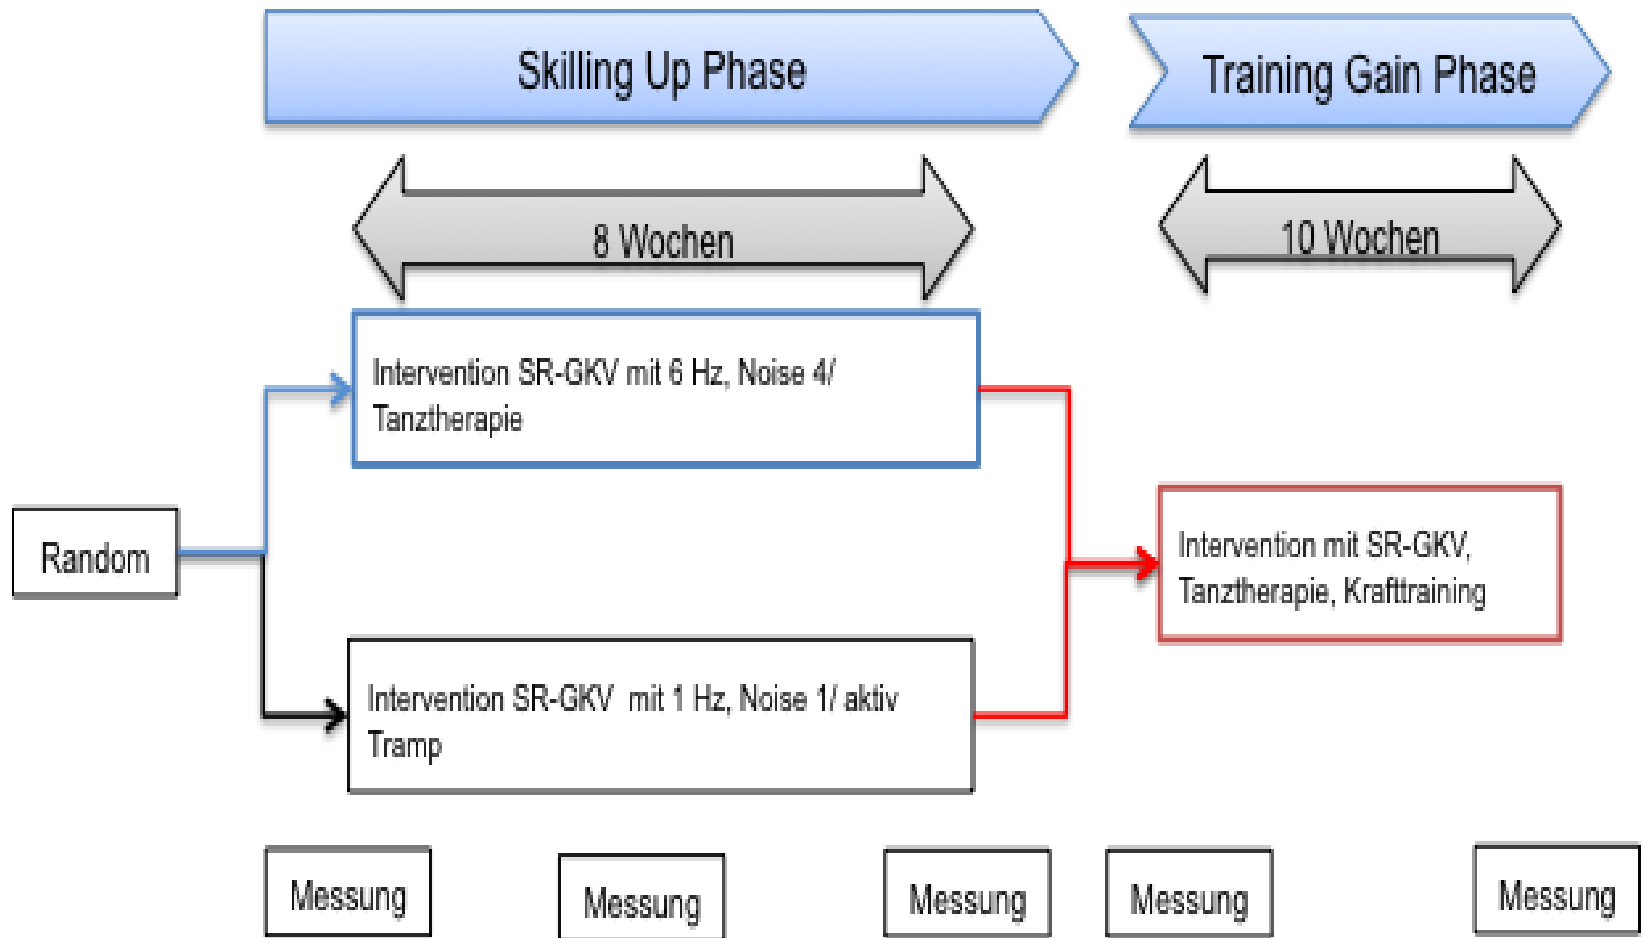 Skilling Up Phase
Training Gain Phase
8 Wochen
10 Wochen
Intervention SR-GKV mit 6 Hz, Noise 4/
Tanztherapie
Random
Intervention mit SR-GKV,
Tanztherapie, Krafttraining
Intervention SR-GKV mit 1 Hz, Noise 1/ aktiv
Tramp
Messung
Messung
Messung
Messung
Messung